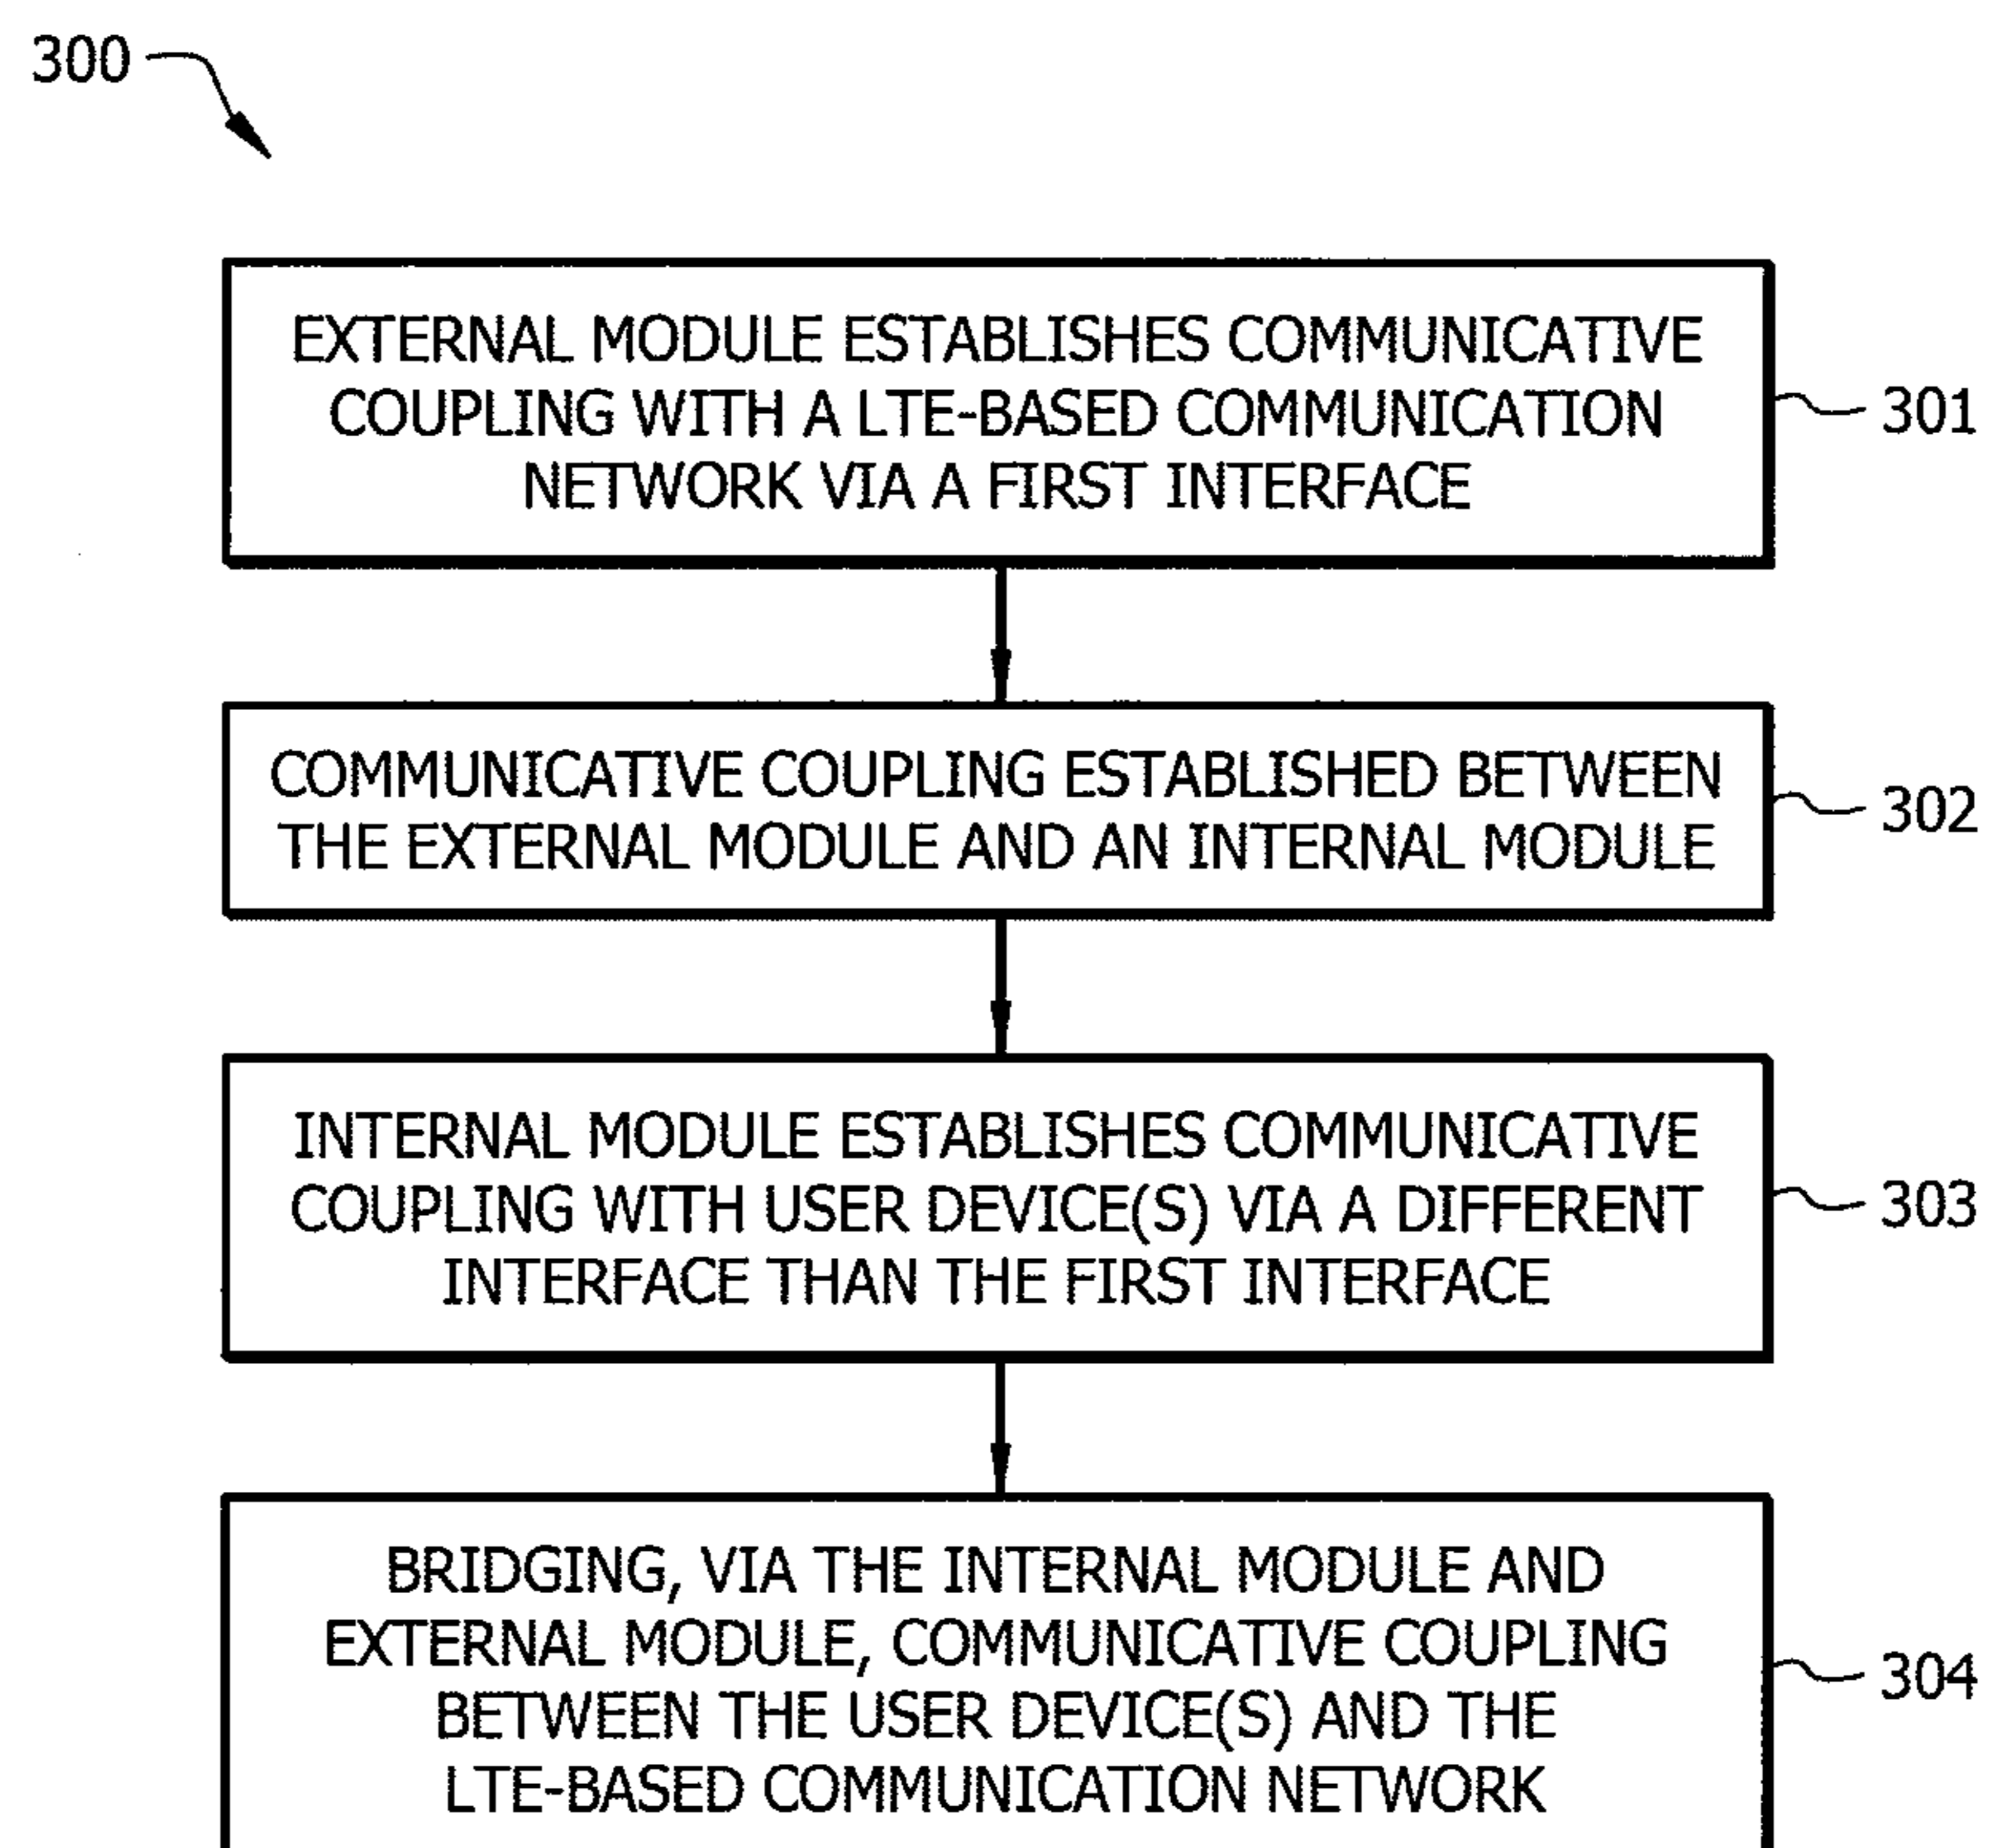 300
EXTERNAL MODULE ESTABLISHES COMMUNICATIVE
COUPLING WITH A LTE-BASED COMMUNICATION
NETWORK VIA A FIRST INTERFACE
301
COMMUNICATIVE COUPLING ESTABLISHED BETWEEN
THE EXTERNAL MODULE AND AN INTERNAL MODULE
302
INTERNAL MODULE ESTABLISHES COMMUNICATIVE
COUPLING WITH USER DEVICE(S) VIA A DIFFERENT
INTERFACE THAN THE FIRST INTERFACE
303
BRIDGING, VIA THE INTERNAL MODULE AND
EXTERNAL MODULE, COMMUNICATIVE COUPLING
BETWEEN THE USER DEVICE(S) AND THE
LTE-BASED COMMUNICATION NETWORK
304